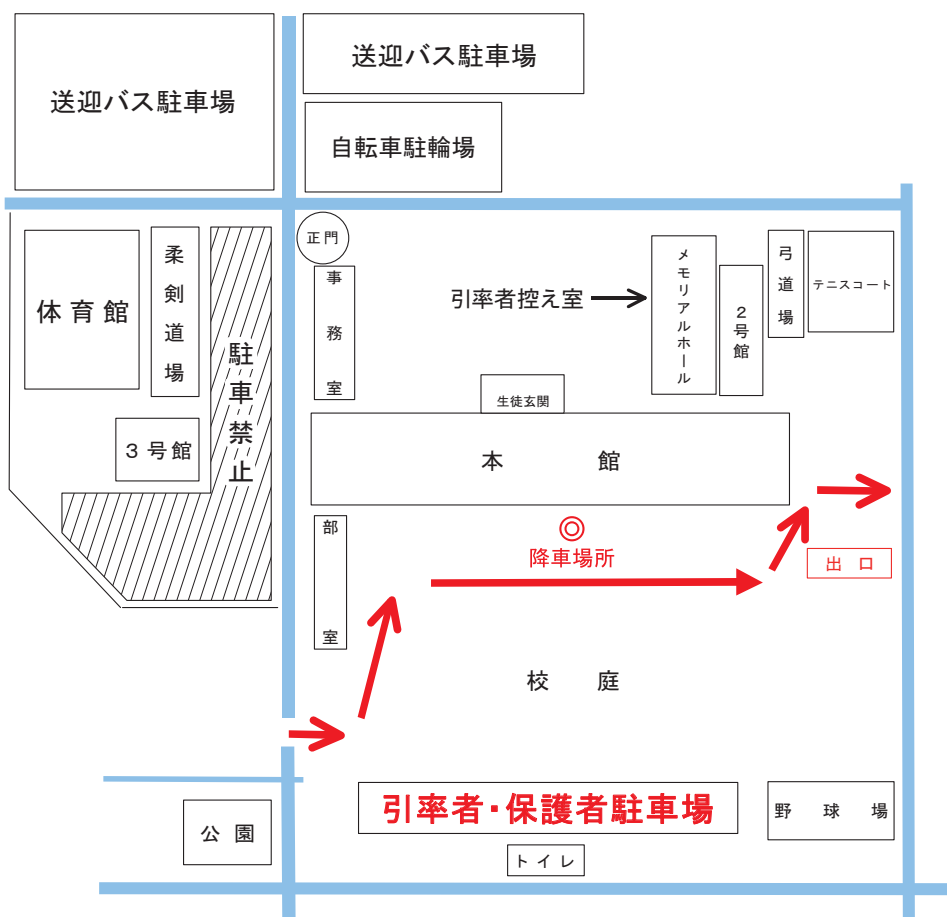 送迎バス駐車場
送迎バス駐車場
自転車駐輪場
正門
体育館
柔剣道場
駐車禁止
3号館
事務室
引率者控え室
メモリアルホール
2号館
弓道場
テニスコート
生徒玄関
本館
部室
◎
降車場所
出口
校庭
引率者・保護者駐車場
野球場
公園
トイレ